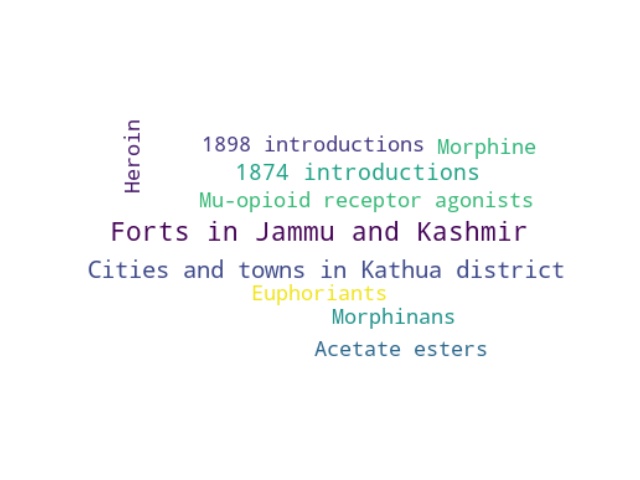 Heroin
1898 introductions
Morphine
1874 introductions
Mu-opioid receptor agonists
Forts in Jammu and Kashmir
Cities and towns in Kathua district
Euphoriants
Morphinans
Acetate esters